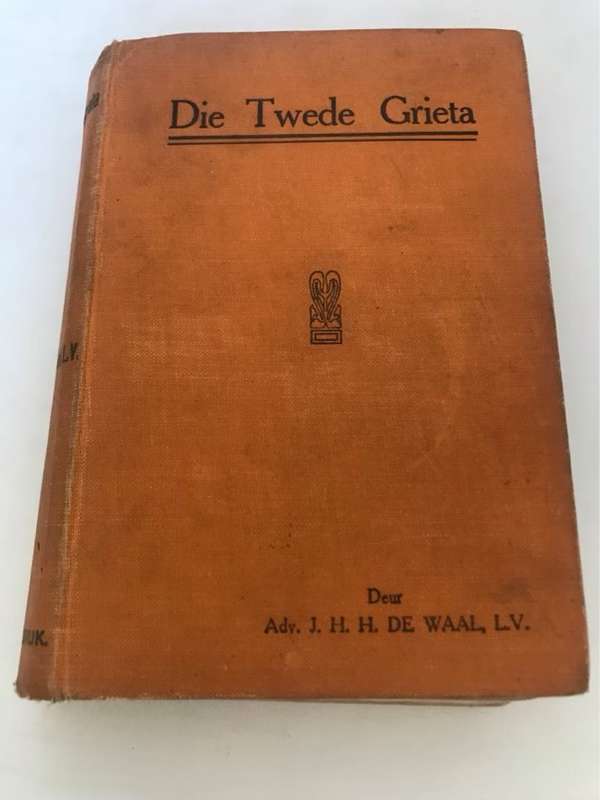 Die Twede Grieta
Deur
Adv. J. H. H. DE WAAL, L.V.
L.V.